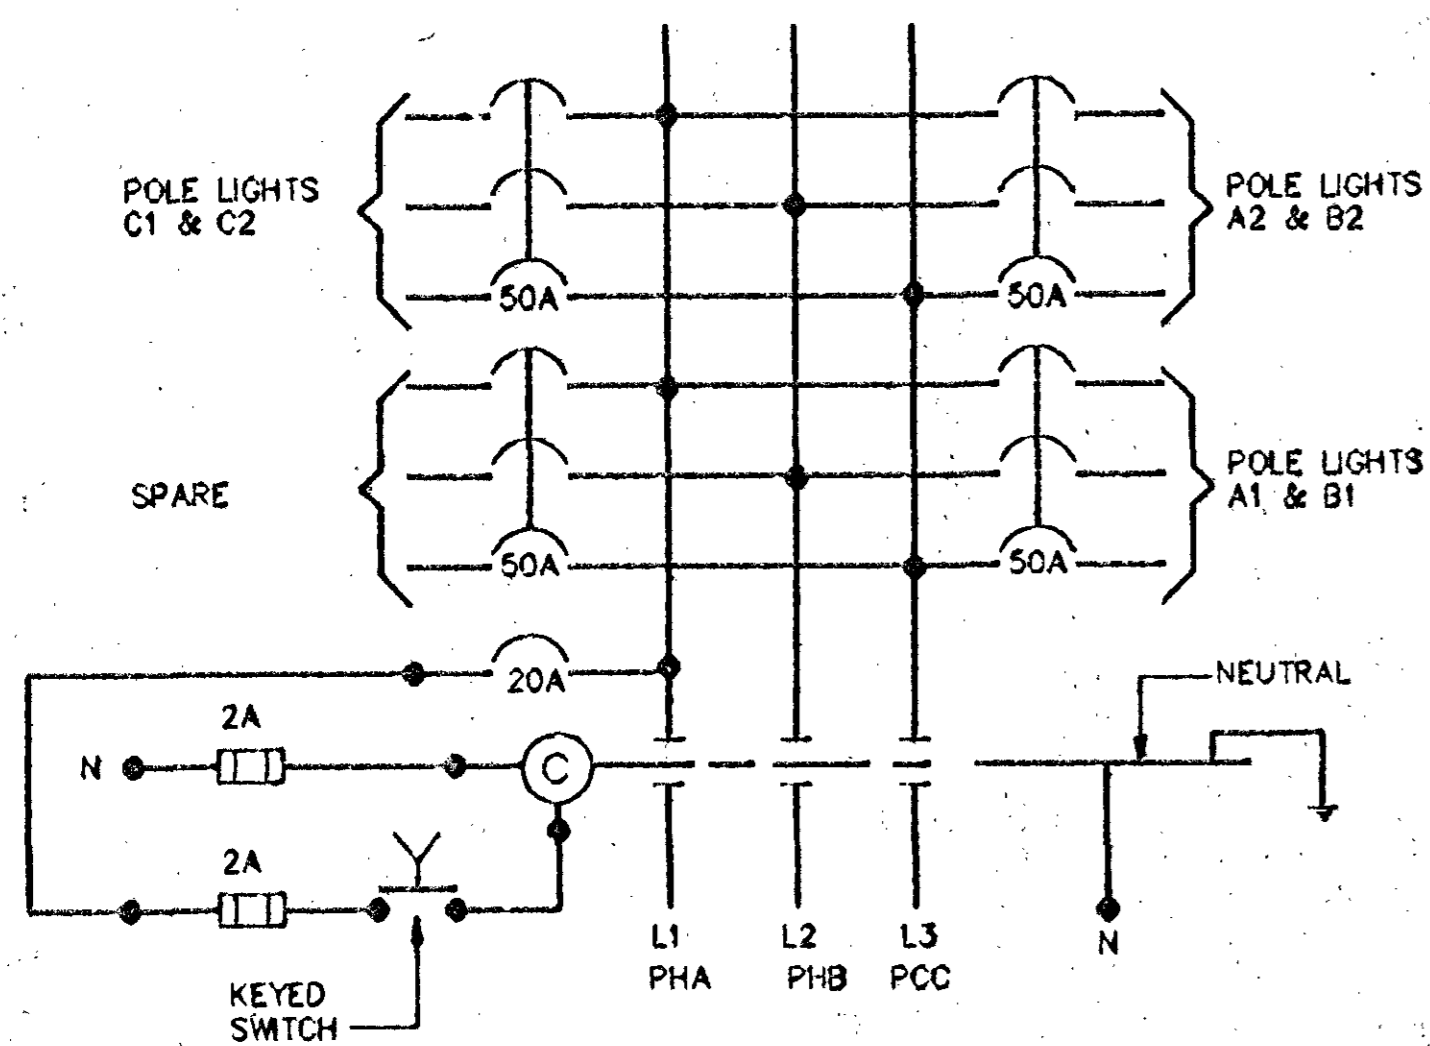 POLE LIGHTS
C1 & C2
POLE LIGHTS
A2 & B2
50A
50A
SPARE
POLE LIGHTS
A1 & B1
50A
50A
20A
NEUTRAL
2A
N
C
2A
L1
L2
L3
N
PHA
PHB
PCC
KEYED
SWITCH